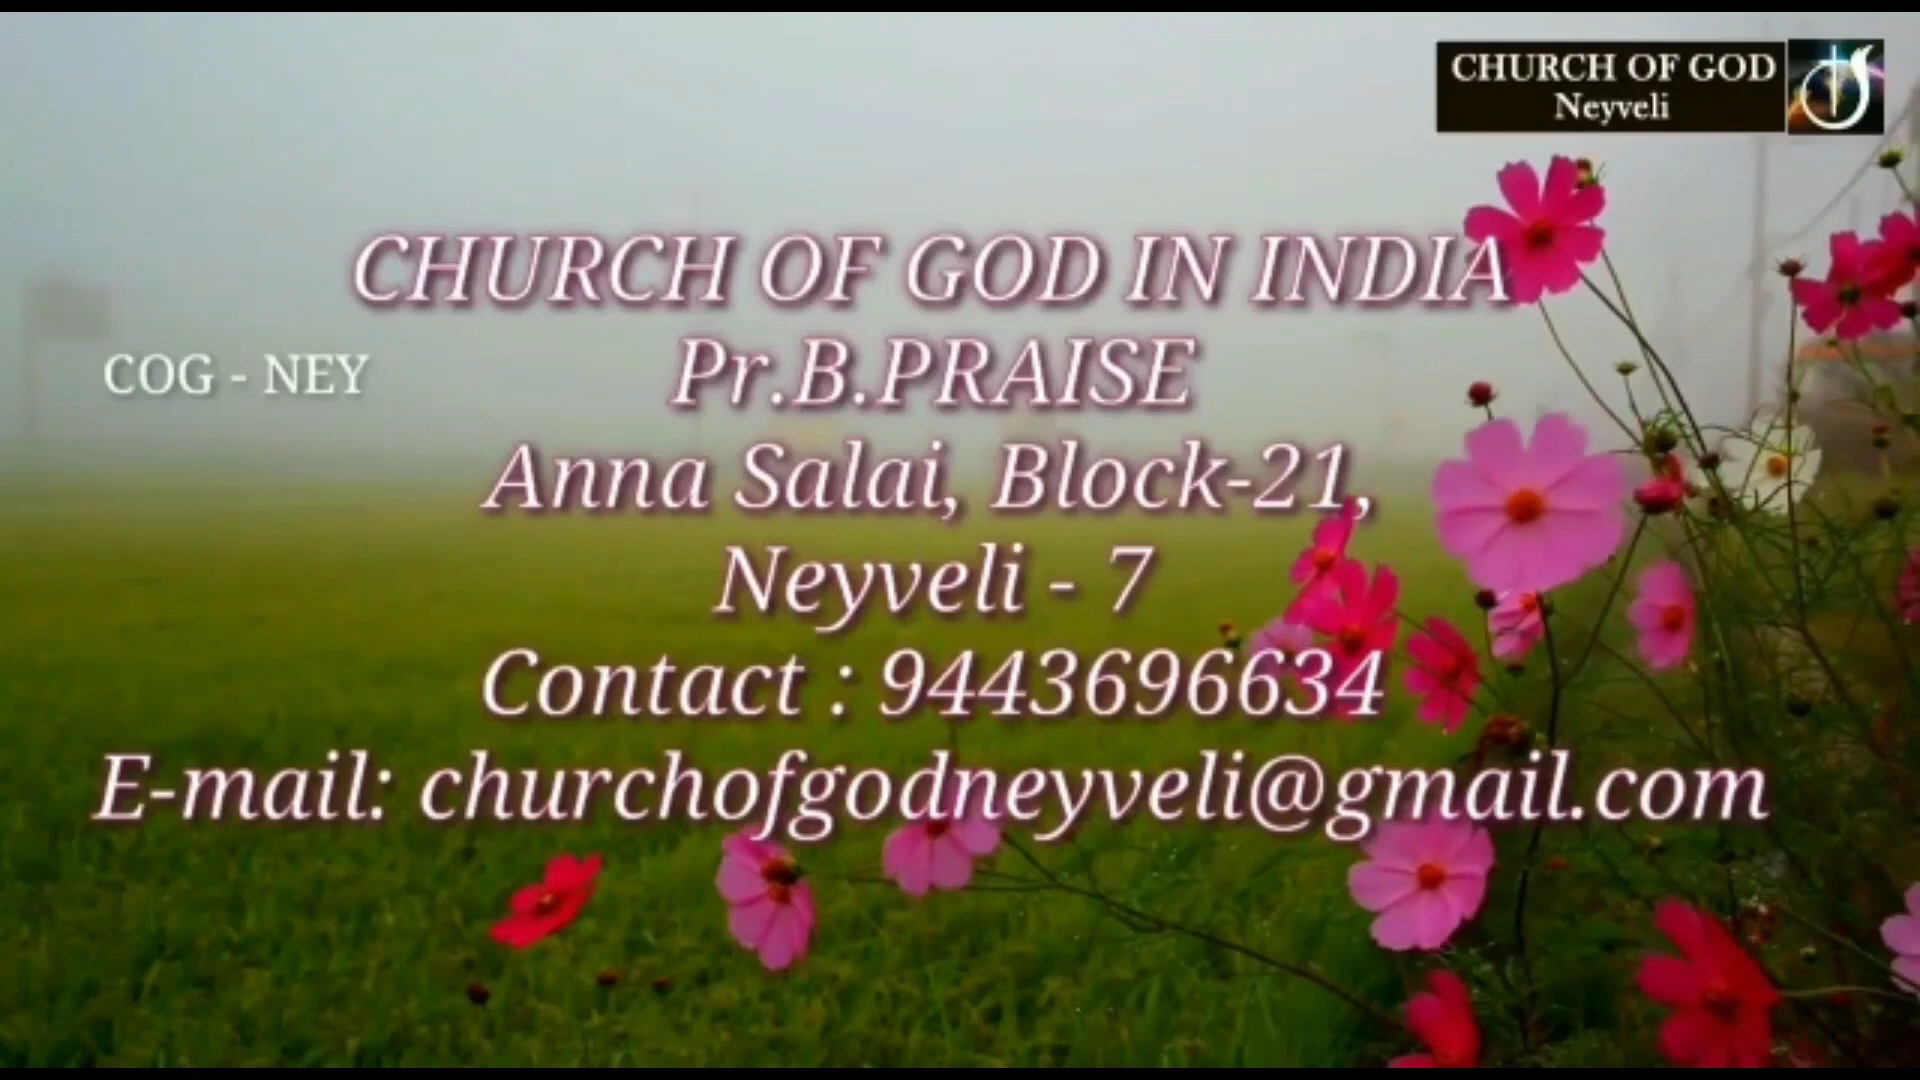 CHURCH OF GOD
Neyveli
CHURCH OF GOD IN INDIA
Pr.B.PRAISE
COG - NEY
Anna Salai, Block-21,
Neyveli - 7
Contact : 9443696634
E-mail: churchofgodneyveli@gmail.com